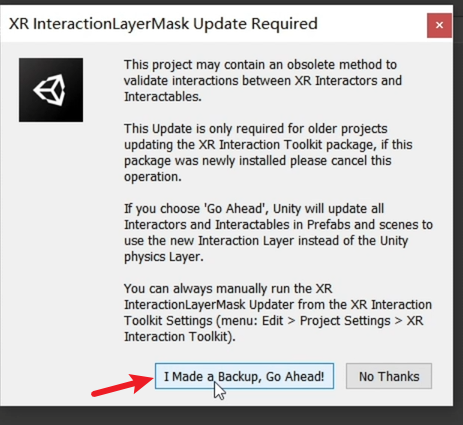 XR InteractionLayerMask Update Required
This project may contain an obsolete method to
validate interactions between XR Interactors and
Interactables.
This Update is only required for older projects
updating the XR Interaction Toolkit package, if this
package was newly installed please cancel this
operation.
If you choose 'Go Ahead', Unity will update all
Interactors and Interactables in Prefabs and scenes to
use the new Interaction Layer instead of the Unity
physics Layer.
You can always manually run the XR
InteractionLayerMask Updater from the XR Interaction
Toolkit Settings (menu: Edit > Project Settings > XR
Interaction Toolkit).
I Made a Backup, Go Ahead!
No Thanks